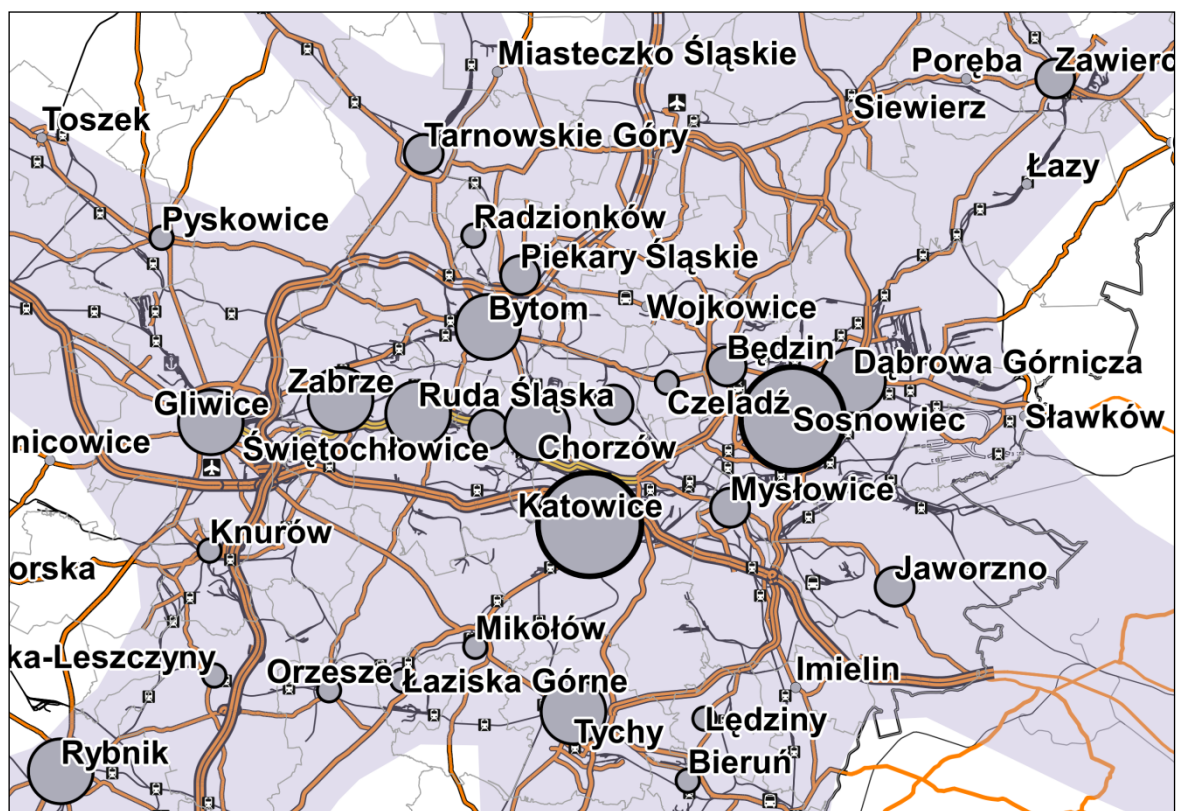 Miasteczko Śląskie
Poręba
Zawierc
Siewierz
Toszek
Tarnowskie Góry
Łazy
Pyskowice
Radzionków
Piekary Śląskie
Bytom
Wojkowice
Będzin
Dąbrowa Górnicza
Zabrze
Ruda Śląska
Czeladź
Gliwice
Sosnowiec
Sławków
nicowice
Świętochłowice
Chorzów
Katowice
Mysłowice
Knurów
orska
Jaworzno
Mikołów
ka-Leszczyny
Orzesze
Łaziska Górne
Imielin
Lędziny
Tychy
Rybnik
Bieruń